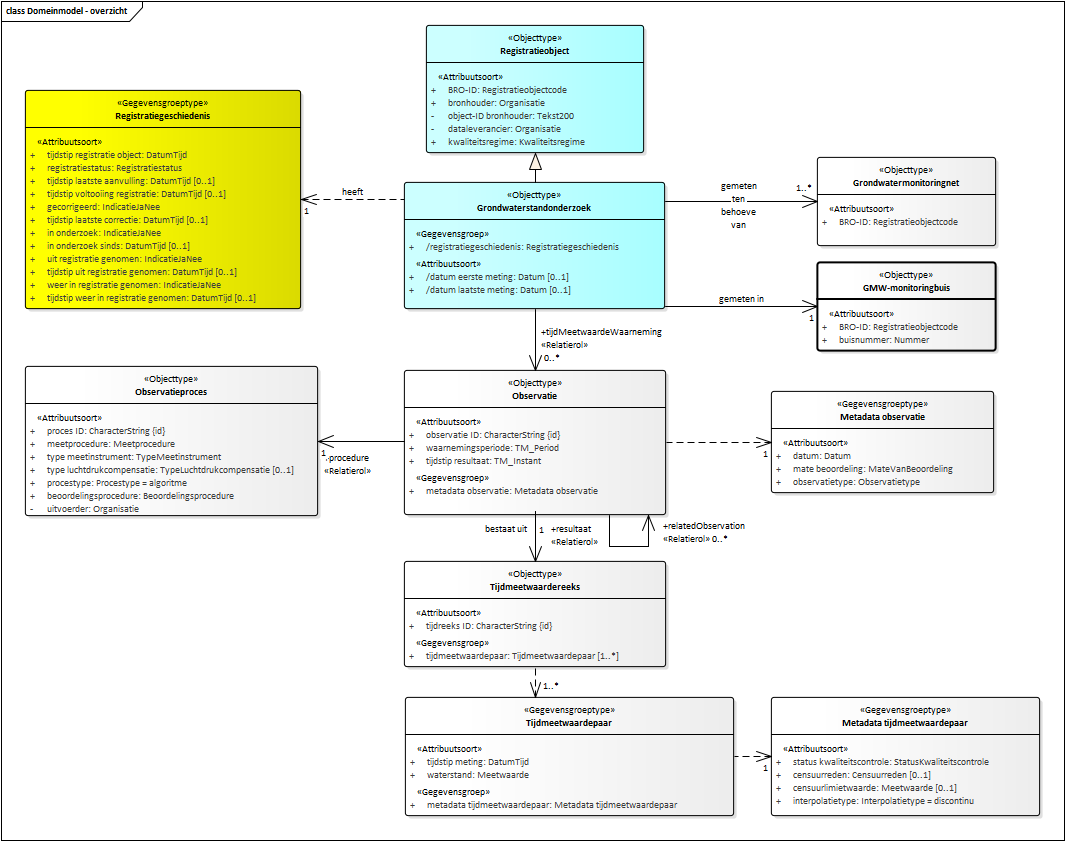 class Domeinmodel - overzicht
«Objecttype»
Registratieobject
«Attribuutsoort»
+ BRO-ID: Registratieobjectcode
+ bronhouder: Organisatie
- object-ID bronhouder: Tekst200
- dataleverancier: Organisatie
+ kwaliteitsregime: Kwaliteitsregime
«Gegevensgroeptype»
Registratiegeschiedenis
«Attribuutsoort»
+ tijdstip registratie object: DatumTijd
+ registratiestatus: Registratiestatus
+ tijdstip laatste aanvulling: DatumTijd [0..1]
+ tijdstip voltooiing registratie: DatumTijd [0..1]
+ gecorrigeerd: IndicatieJaNee
+ tijdstip laatste correctie: DatumTijd [0..1]
+ in onderzoek: IndicatieJaNee
+ in onderzoek sinds: DatumTijd [0..1]
+ uit registratie genomen: IndicatieJaNee
+ tijdstip uit registratie genomen: DatumTijd [0..1]
+ weer in registratie genomen: IndicatieJaNee
+ tijdstip weer in registratie genomen: DatumTijd [0..1]
heeft
1
«Objecttype»
Grondwaterstandonderzoek
«Gegevensgroep»
+ /registratiegeschiedenis: Registratiegeschiedenis
«Attribuutsoort»
+ /datum eerste meting: Datum [0..1]
+ /datum laatste meting: Datum [0..1]
gemeten
ten
behoeve
van
1..*
«Objecttype»
Grondwatermonitoringnet
«Attribuutsoort»
+ BRO-ID: Registratieobjectcode
gemeten in
1
«Objecttype»
GMW-monitoringbuis
«Attribuutsoort»
+ BRO-ID: Registratieobjectcode
+ buisnummer: Nummer
+tijdMeetwaardeWaarneming
«Relatierol»
0..*
«Objecttype»
Observatieproces
«Attribuutsoort»
+ proces ID: CharacterString {id}
+ meetprocedure: Meetprocedure
+ type meetinstrument: TypeMeetinstrument
+ type luchtdrukcompensatie: TypeLuchtdrukcompensatie [0..1]
+ procestype: Procestype = algoritme
+ beoordelingsprocedure: Beoordelingsprocedure
- uitvoerder: Organisatie
1 +procedure
«Relatierol»
«Objecttype»
Observatie
«Attribuutsoort»
+ observatie ID: CharacterString {id}
+ waarnemingsperiode: TM_Period
+ tijdstip resultaat: TM_Instant
«Gegevensgroep»
+ metadata observatie: Metadata observatie
1
«Gegevensgroeptype»
Metadata observatie
«Attribuutsoort»
+ datum: Datum
+ mate beoordeling: MateVanBeoordeling
+ observatietype: Observatietype
bestaat uit
1 +resultaat
«Relatierol»
+relatedObservation
«Relatierol» 0..*
«Objecttype»
Tijdmeetwaardereeks
«Attribuutsoort»
+ tijdreeks ID: CharacterString {id}
«Gegevensgroep»
+ tijdmeetwaardepaar: Tijdmeetwaardepaar [1..*]
1..*
«Gegevensgroeptype»
Tijdmeetwaardepaar
«Attribuutsoort»
+ tijdstip meting: DatumTijd
+ waterstand: Meetwaarde
«Gegevensgroep»
+ metadata tijdmeetwaardepaar: Metadata tijdmeetwaardepaar
1
«Gegevensgroeptype»
Metadata tijdmeetwaardepaar
«Attribuutsoort»
+ status kwaliteitscontrole: StatusKwaliteitscontrole
+ censuurreden: Censuurreden [0..1]
+ censuurlimietwaarde: Meetwaarde [0..1]
+ interpolatietype: Interpolatietype = discontinu